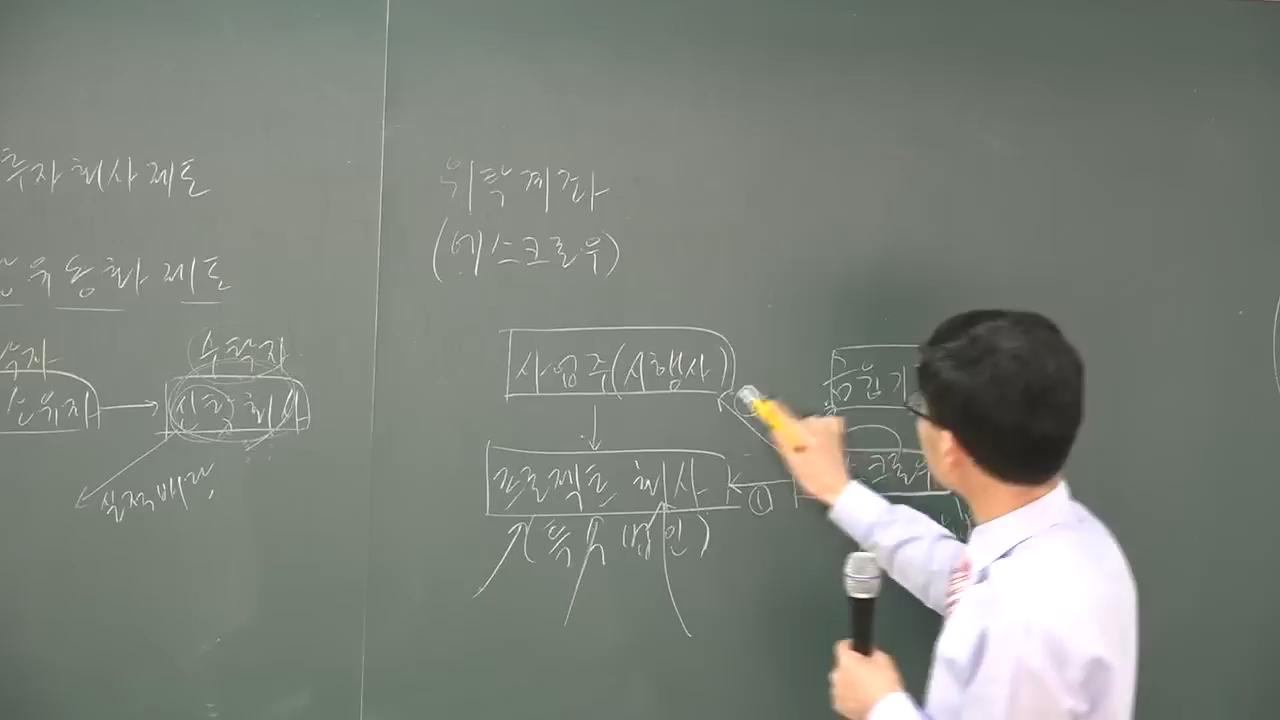 투자회사제도
유동화제도
수탁자
신탁회사
실적배당
위탁계좌
(에스크로우)
사업주(시행사)
금융기
프로젝트 회사
①
스크로우
(특수법인)